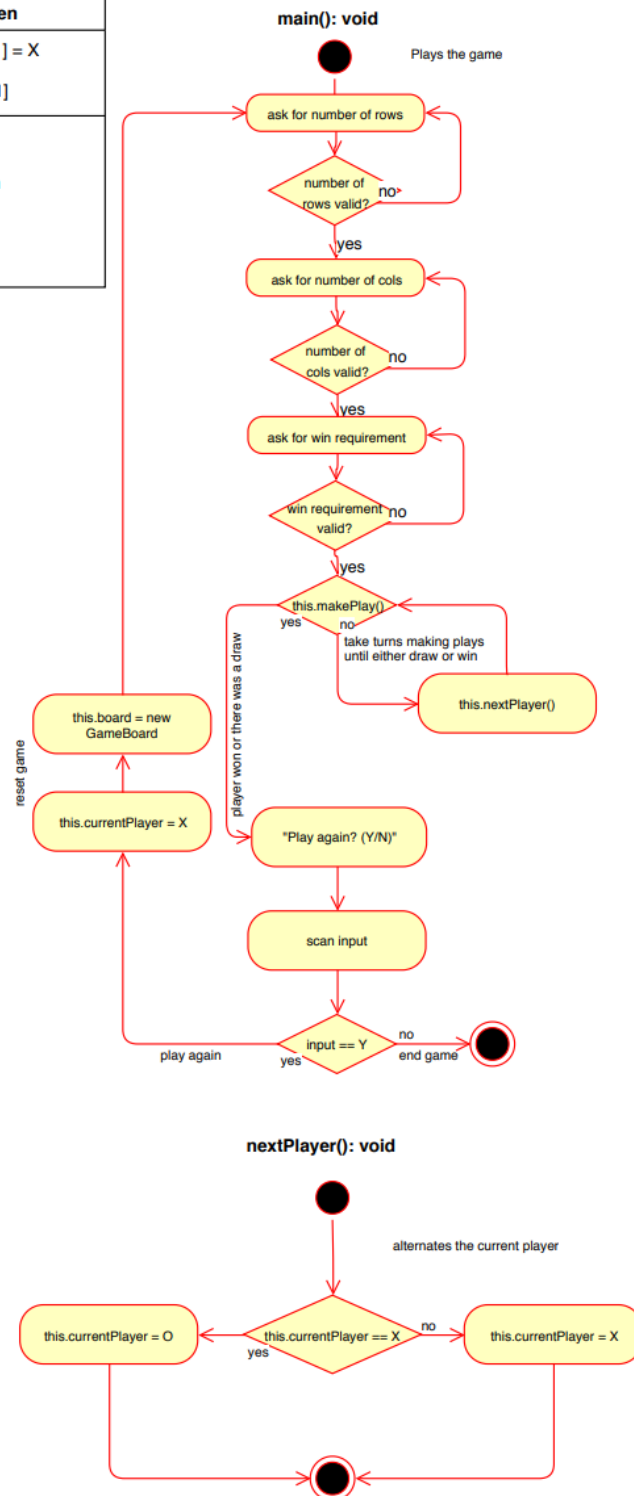 ] = X
]
main(): void
Plays the game
ask for number of rows
number of
rows valid?
no
yes
ask for number of cols
number of
cols valid?
no
yes
ask for win requirement
win requirement
valid?
no
yes
this.makePlay()
yes
no
take turns making plays
until either draw or win
this.nextPlayer()
player won or there was a draw
this.board = new
GameBoard
reset game
this.currentPlayer = X
"Play again? (Y/N)"
scan input
input == Y
yes
play again
no
end game
nextPlayer(): void
alternates the current player
this.currentPlayer == X
yes
no
this.currentPlayer = O
this.currentPlayer = X